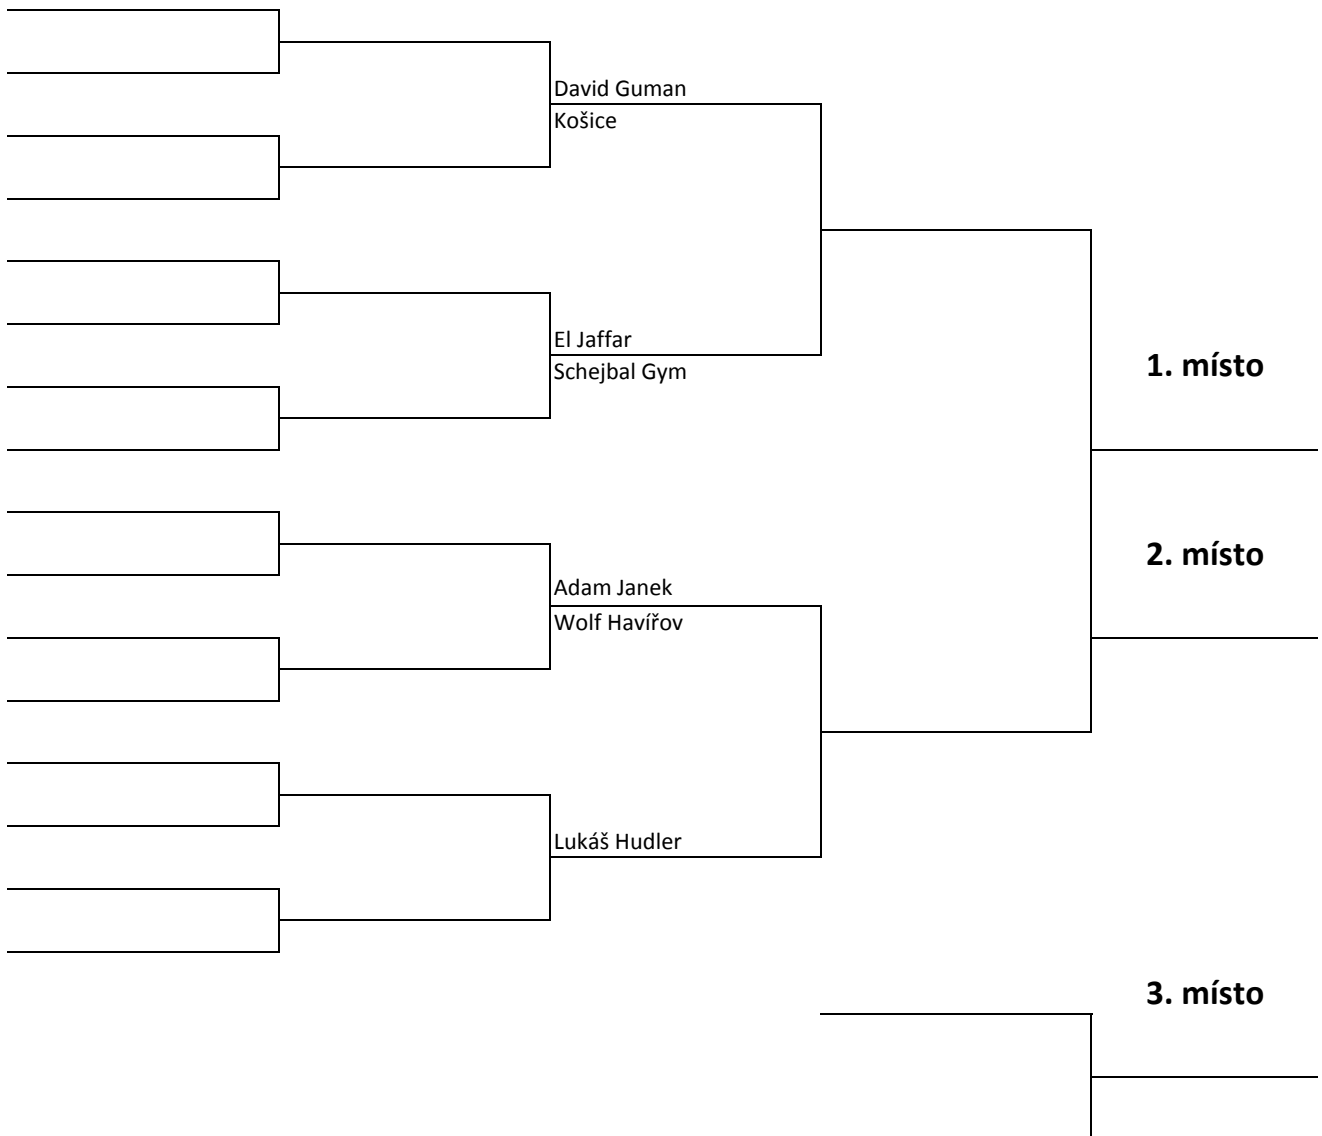 David Guman
Košice
El Jaffar
Schejbal Gym
1. místo
2. místo
Adam Janek
Wolf Havířov
Lukáš Hudler
3. místo